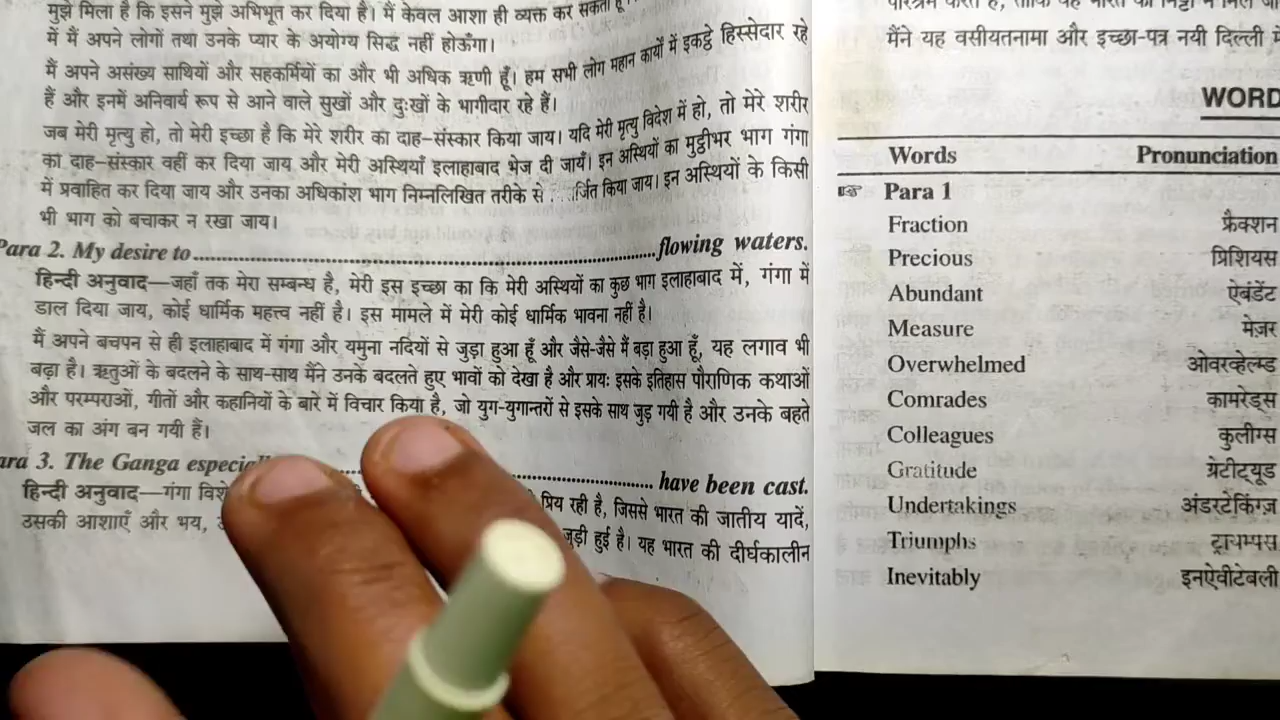 मुझे मिला है कि इसने मुझे अभिभूत कर दिया है। मैं केवल आशा ही व्यक्त कर सकता हूँ
में मैं अपने लोगों तथा उनके प्यार के अयोग्य सिद्ध नहीं होऊँगा।
मैं अपने असंख्य साथियों और सहकर्मियों का और भी अधिक ऋणी हूँ। हम सभी लोग महान कार्यों में इकट्ठे हिस्सेदार रहे
हैं और इनमें अनिवार्य रूप से आने वाले सुखों और दुःखों के भागीदार रहे हैं।
जब मेरी मृत्यु हो, तो मेरी इच्छा है कि मेरे शरीर का दाह-संस्कार किया जाय। यदि मेरी मृत्यु विदेश में हो, तो मेरे शरीर
को दाह-संस्कार वहीं कर दिया जाय और मेरी अस्थियाँ इलाहाबाद भेज दी जायँ। इन अस्थियों का मुट्ठीभर भाग गंगा
में प्रवाहित कर दिया जाय और उनका अधिकांश भाग निम्नलिखित तरीके से र्जित किया जाय। इन अस्थियों के किसी
भी भाग को बचाकर न रखा जाय।
Para 2. My desire to.......................................flowing waters.
हिन्दी अनुवाद—जहाँ तक मेरा सम्बन्ध है, मेरी इस इच्छा का कि मेरी अस्थियों का कुछ भाग इलाहाबाद में, गंगा में
डाल दिया जाय, कोई धार्मिक महत्त्व नहीं है। इस मामले में मेरी कोई धार्मिक भावना नहीं है।
मैं अपने बचपन से ही इलाहाबाद में गंगा और यमुना नदियों से जुड़ा हुआ हूँ और जैसे-जैसे मैं बड़ा हुआ हूँ, यह लगाव भी
बढ़ा है। ऋतुओं के बदलने के साथ-साथ मैंने उनके बदलते हुए भावों को देखा है और प्रायः इसके इतिहास पौराणिक कथाओं
और परम्पराओं, गीतों और कहानियों के बारे में विचार किया है, जो युग-युगान्तरों से इसके साथ जुड़ गयी है और उनके बहते
जल का अंग बन गयी हैं।
ara 3. The Ganga especial ....................... have been cast.
हिन्दी अनुवाद—गंगा विशे प्रिय रही है, जिससे भारत की जातीय यादें,
उसकी आशाएँ और भय, जुड़ी हुई है। यह भारत की दीर्घकालीन
मैंने यह वसीयतनामा और इच्छा-पत्र नयी दिल्ली में
WORD
Words Pronunciation
☞ Para 1
Fraction फ्रैक्शन
Precious प्रिशियस
Abundant ऐबंडेंट
Measure मेज़र
Overwhelmed ओवरव्हेल्म्ड
Comrades कामरेड्स
Colleagues कुलीग्स
Gratitude ग्रेटीट्यूड
Undertakings अंडरटेकिंग्ज़
Triumphs ट्रायम्पस
Inevitably इनऐवीटेबली